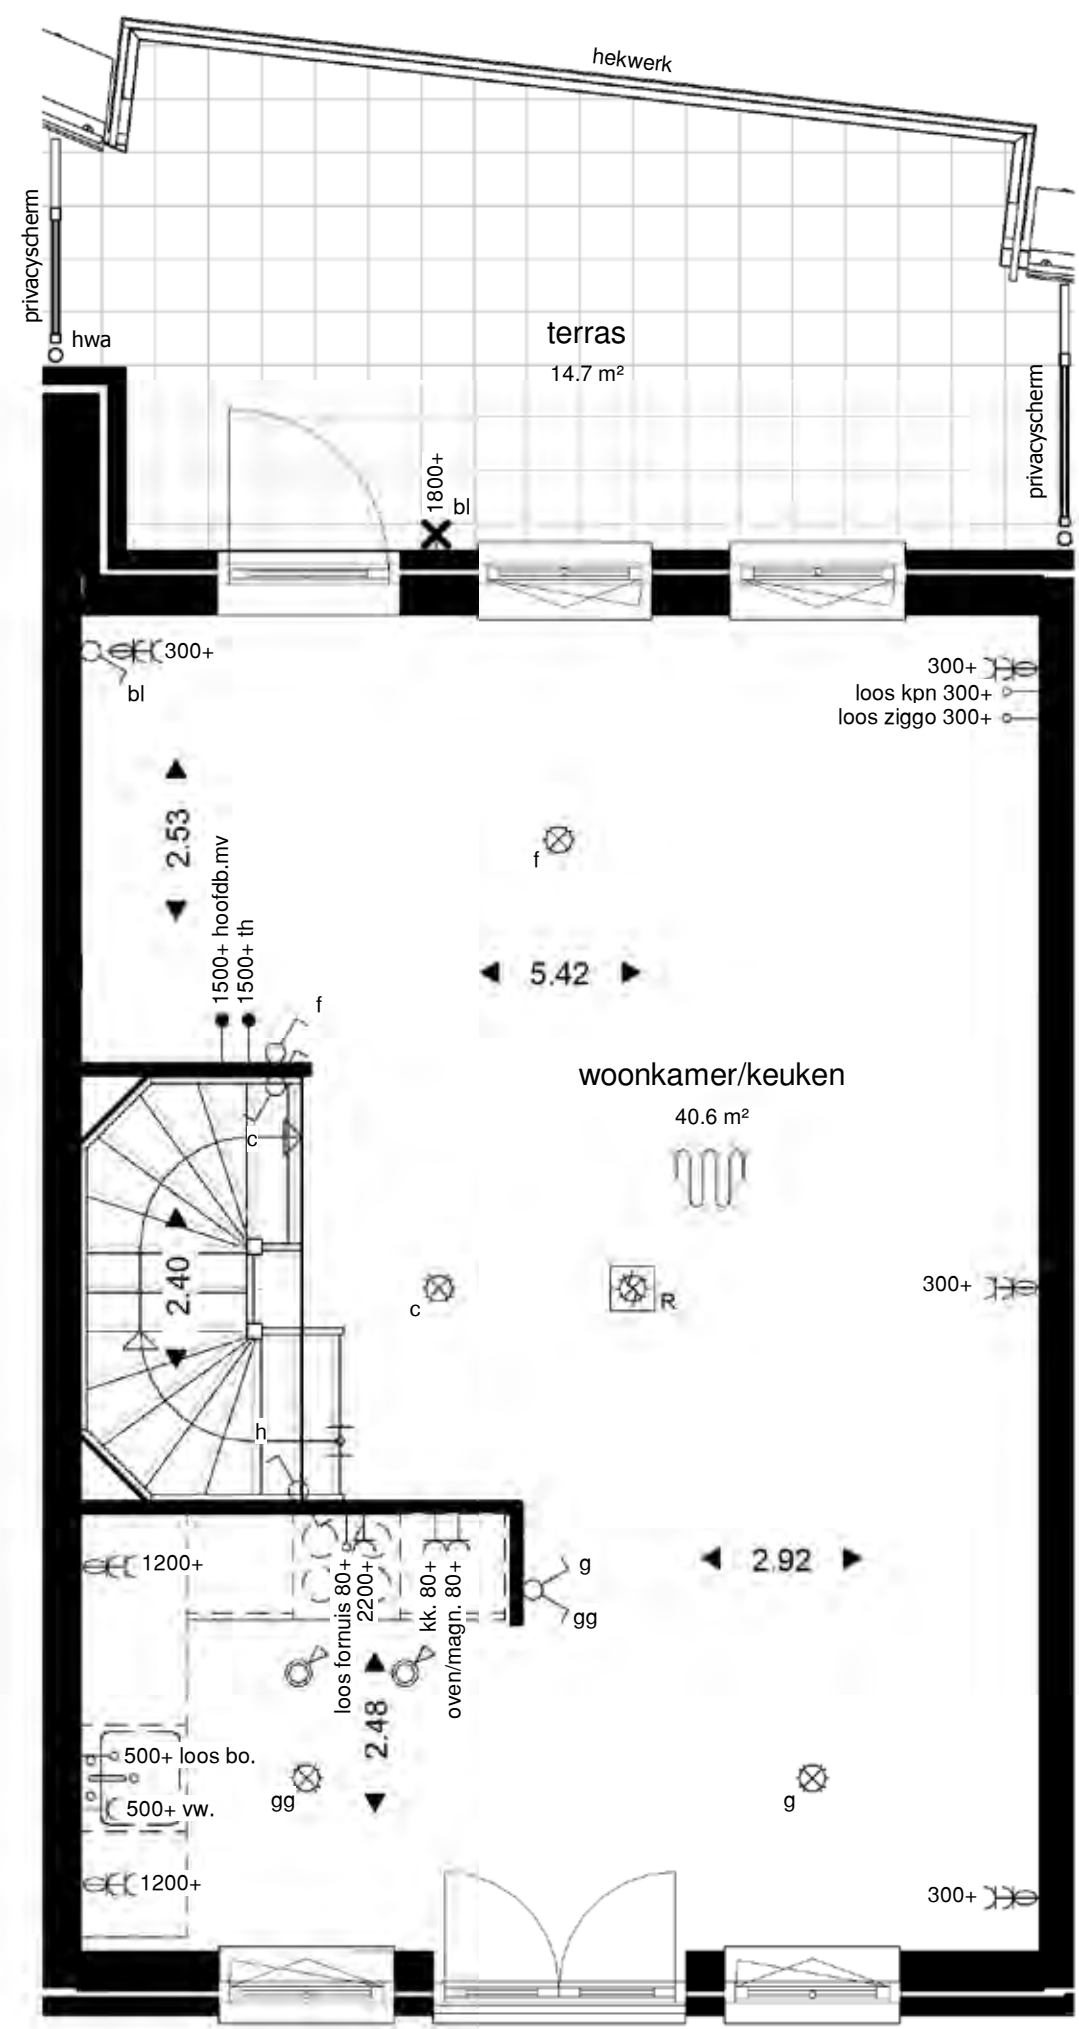 hekwerk
privacyscherm
hwa
terras
14.7 m²
privacyscherm
1800+
bl
300+
bl
300+
loos kpn 300+
loos ziggo 300+
2.53
f
1500+ hoofdb.mv
1500+ th
f
5.42
woonkamer/keuken
40.6 m²
c
2.40
c
R
300+
h
1200+
loos fornuis 80+
2200+
kk. 80+
oven/magn. 80+
g
gg
2.92
2.48
500+ loos bo.
500+ vw.
gg
g
1200+
300+